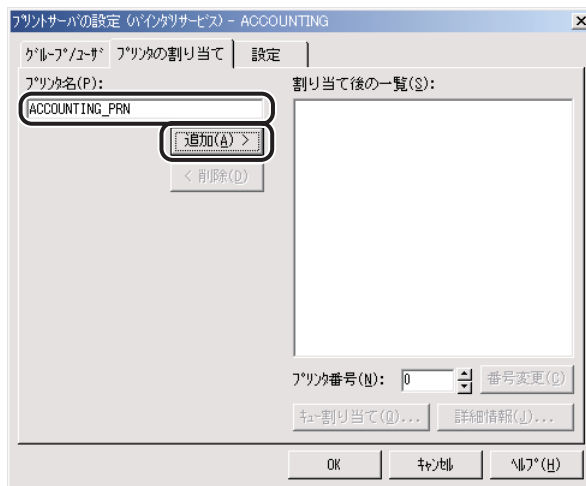 プリントサーバの設定 (バインダリサービス) - ACCOUNTING
グループ/ユーザ プリンタの割り当て 設定
プリンタ名(P):
ACCOUNTING_PRN
追加(A) >
< 削除(D)
割り当て後の一覧(S):
プリンタ番号(N): 0 番号変更(C)
キュー割り当て(Q)... 詳細情報(J)...
OK キャンセル ヘルプ(H)